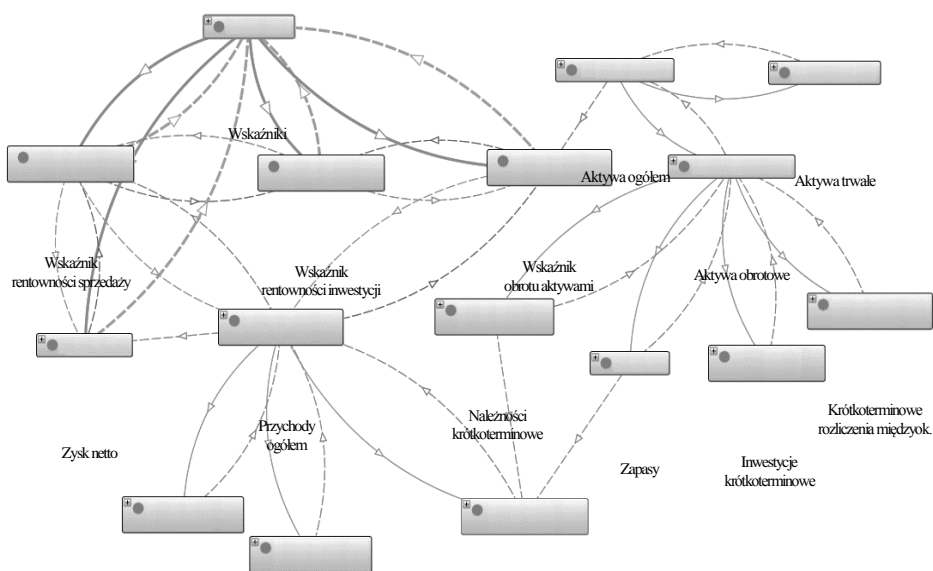 Wskaźniki
Aktywa ogółem
Aktywa trwałe
Wskaźnik
rentowności sprzedaży
Wskaźnik
rentowności inwestycji
Wskaźnik
obrotu aktywami
Aktywa obrotowe
Krótkoterminowe
rozliczenia międzyok.
Należności
krótkoterminowe
Przychody
ogółem
Zysk netto
Zapasy
Inwestycje
krótkoterminowe